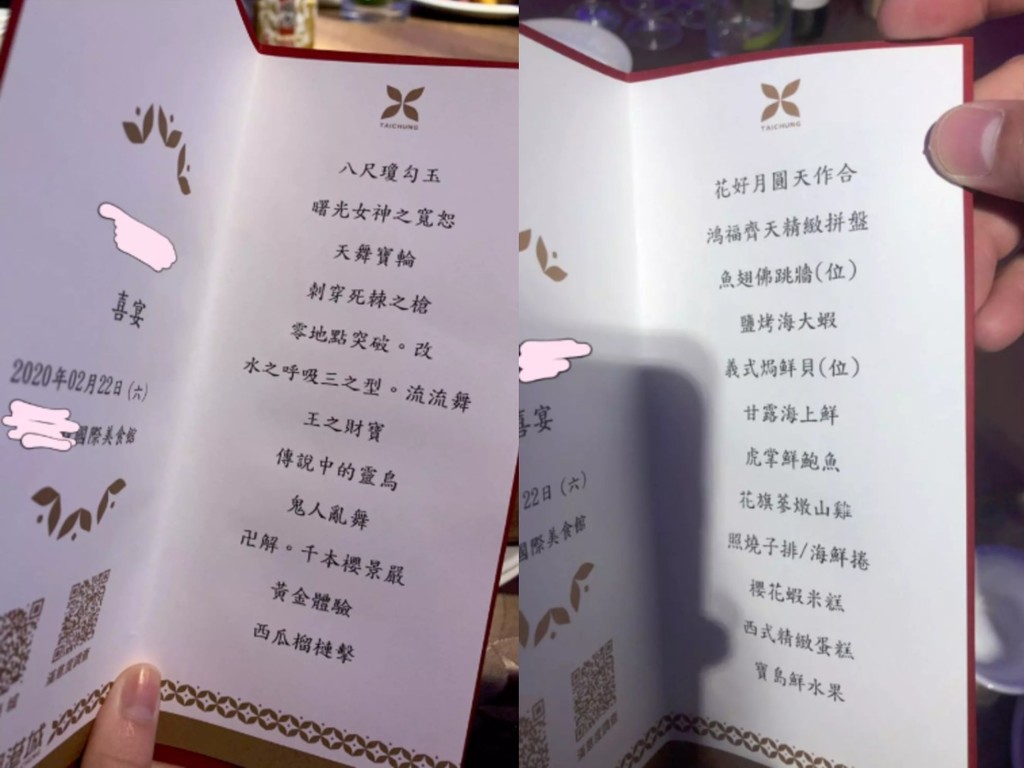 喜宴
2020年02月22日(六)
國際美食館
TAICHUNG
八尺瓊勾玉
曙光女神之寬恕
天舞寶輪
刺穿死棘之槍
零地點突破。改
水之呼吸三之型。流流舞
王之財寶
傳說中的靈烏
鬼人亂舞
卍解。千本櫻景嚴
黃金體驗
西瓜榴槤擊
喜宴
22日(六)
國際美食館
TAICHUNG
花好月圓天作合
鴻福齊天精緻拼盤
魚翅佛跳牆(位)
鹽烤海大蝦
義式焗鮮貝(位)
甘露海上鮮
虎掌鮮鮑魚
花旗蔘燉山雞
照燒子排/海鮮捲
櫻花蝦米糕
西式精緻蛋糕
寶島鮮水果